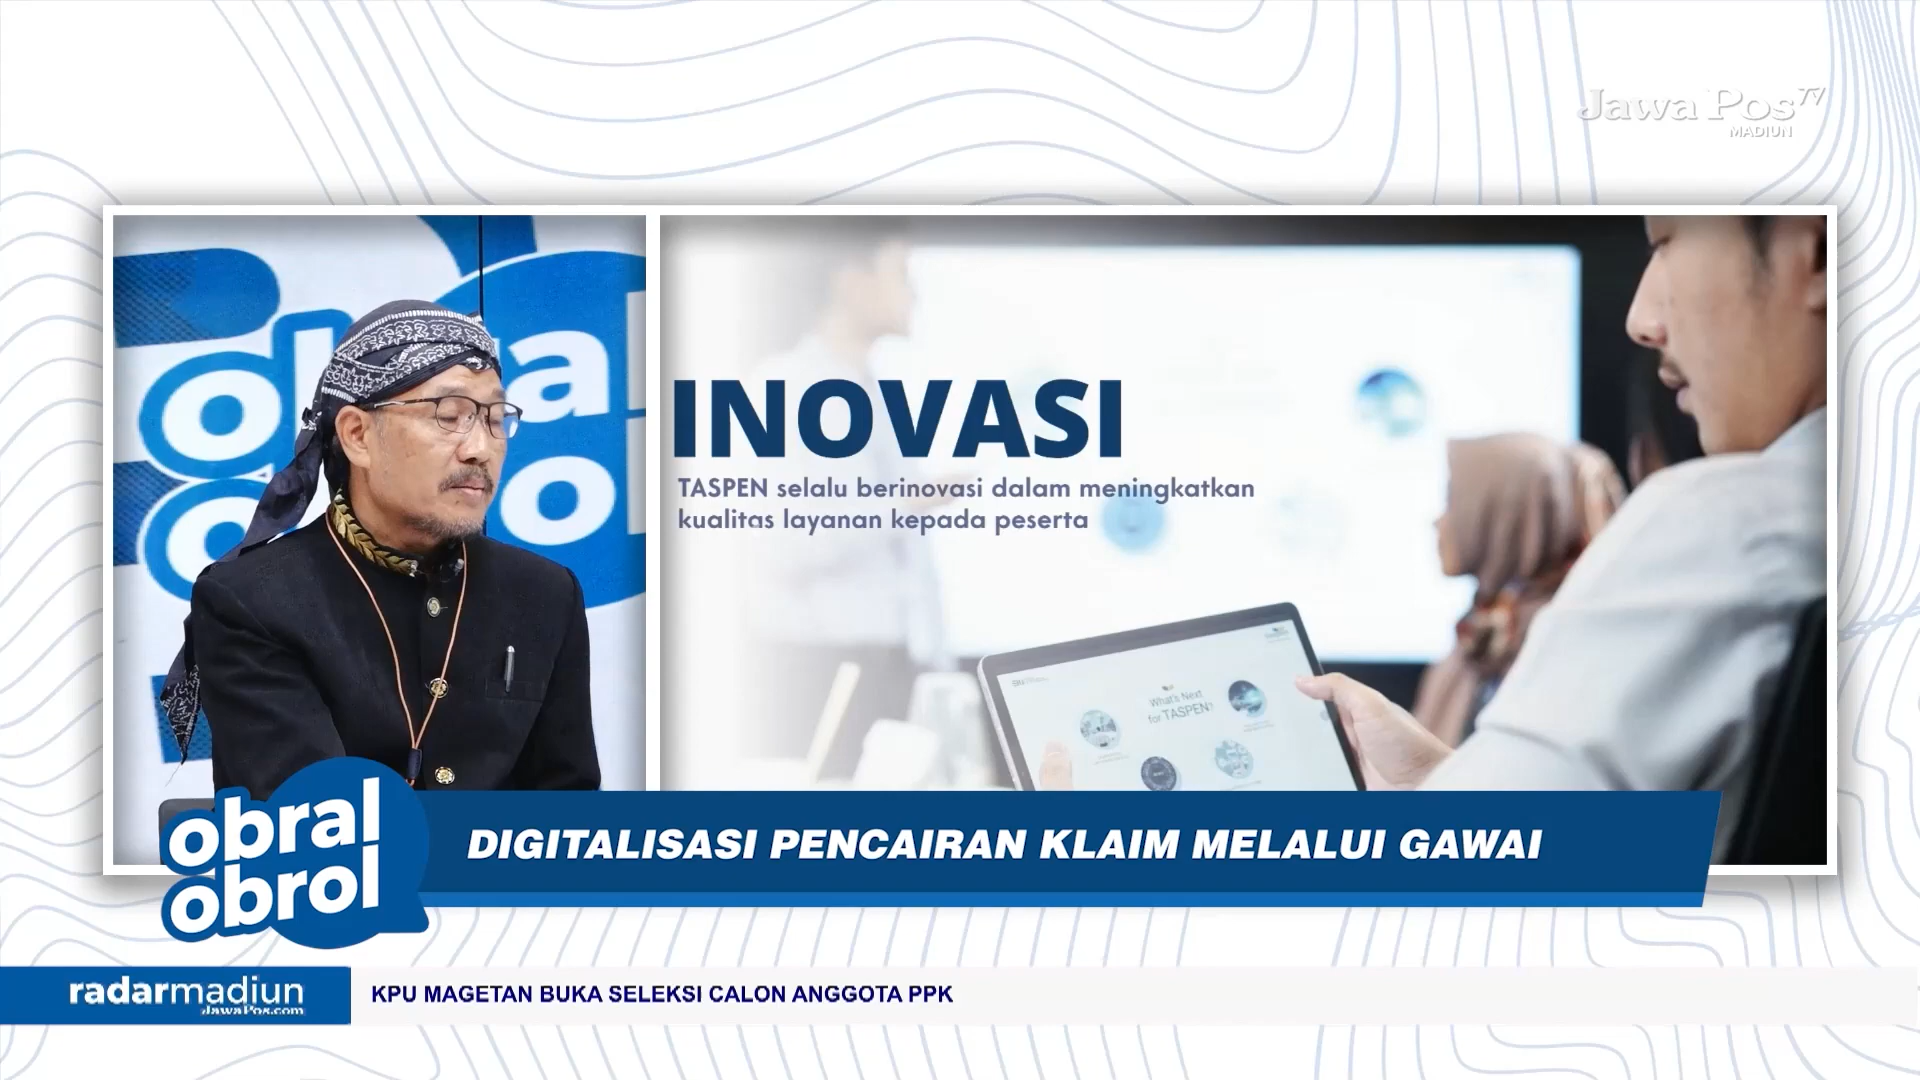 Jawa Pos TV
MADIUN
INOVASI
TASPEN selalu berinovasi dalam meningkatkan
kualitas layanan kepada peserta
What's Next
for TASPEN?
obral
obrol
DIGITALISASI PENCAIRAN KLAIM MELALUI GAWAI
radarmadiun
JawaPos.com
KPU MAGETAN BUKA SELEKSI CALON ANGGOTA PPK